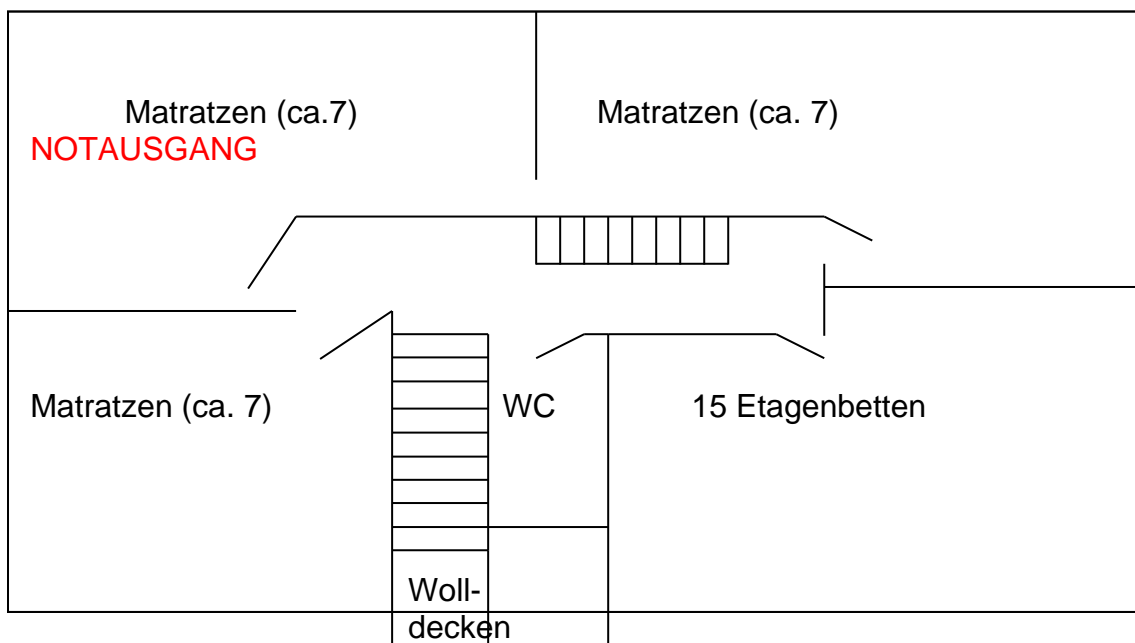 Matratzen (ca.7)
NOTAUSGANG
Matratzen (ca. 7)
Matratzen (ca. 7)
WC
15 Etagenbetten
Woll-
decken